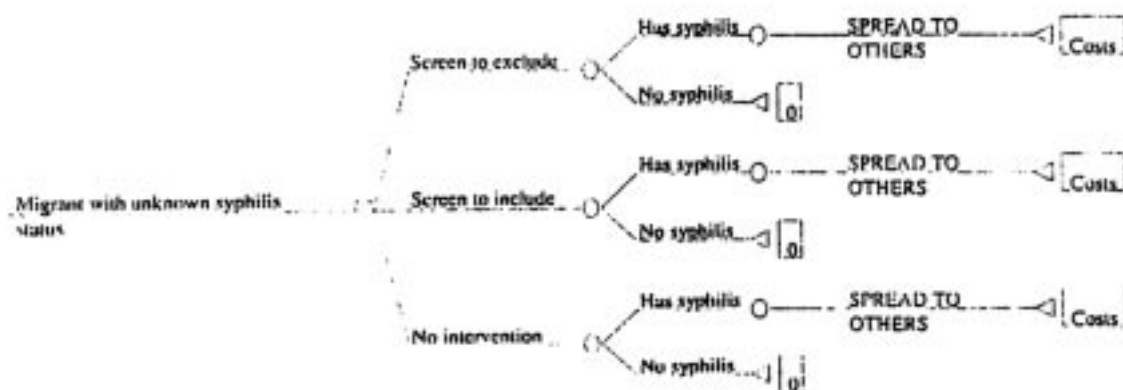 Has syphilis
SPREAD TO
OTHERS
Costs
Screen to exclude
No syphilis
0
Has syphilis
SPREAD TO
OTHERS
Costs
Migrant with unknown syphilis
status
Screen to include
No syphilis
0
Has syphilis
SPREAD TO
OTHERS
Costs
No intervention
No syphilis
0